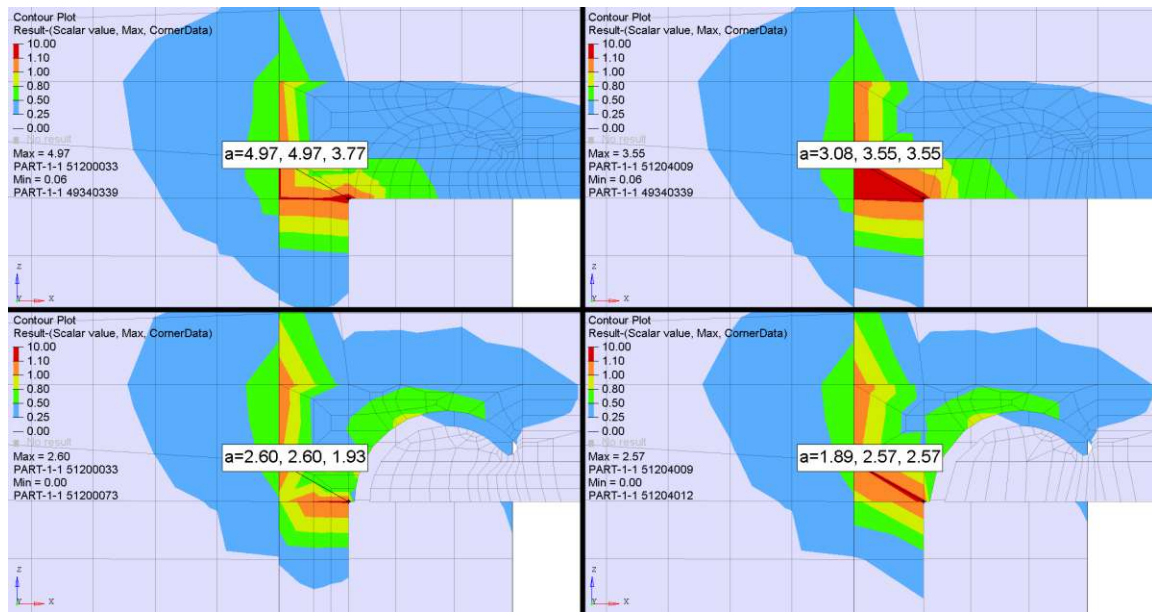 Contour Plot
Result-(Scalar value, Max, CornerData)
10.00
1.10
1.00
0.80
0.50
0.25
0.00
No result
Max = 4.97
PART-1-1 51200033
Min = 0.06
PART-1-1 49340339
a=4.97, 4.97, 3.77
Z
Y
X
Contour Plot
Result-(Scalar value, Max, CornerData)
10.00
1.10
1.00
0.80
0.50
0.25
0.00
No result
Max = 3.55
PART-1-1 51204009
Min = 0.06
PART-1-1 49340339
a=3.08, 3.55, 3.55
Z
Y
X
Contour Plot
Result-(Scalar value, Max, CornerData)
10.00
1.10
1.00
0.80
0.50
0.25
0.00
No result
Max = 2.60
PART-1-1 51200033
Min = 0.00
PART-1-1 51200073
a=2.60, 2.60, 1.93
Z
Y
X
Contour Plot
Result-(Scalar value, Max, CornerData)
10.00
1.10
1.00
0.80
0.50
0.25
0.00
No result
Max = 2.57
PART-1-1 51204009
Min = 0.00
PART-1-1 51204012
a=1.89, 2.57, 2.57
Z
Y
X